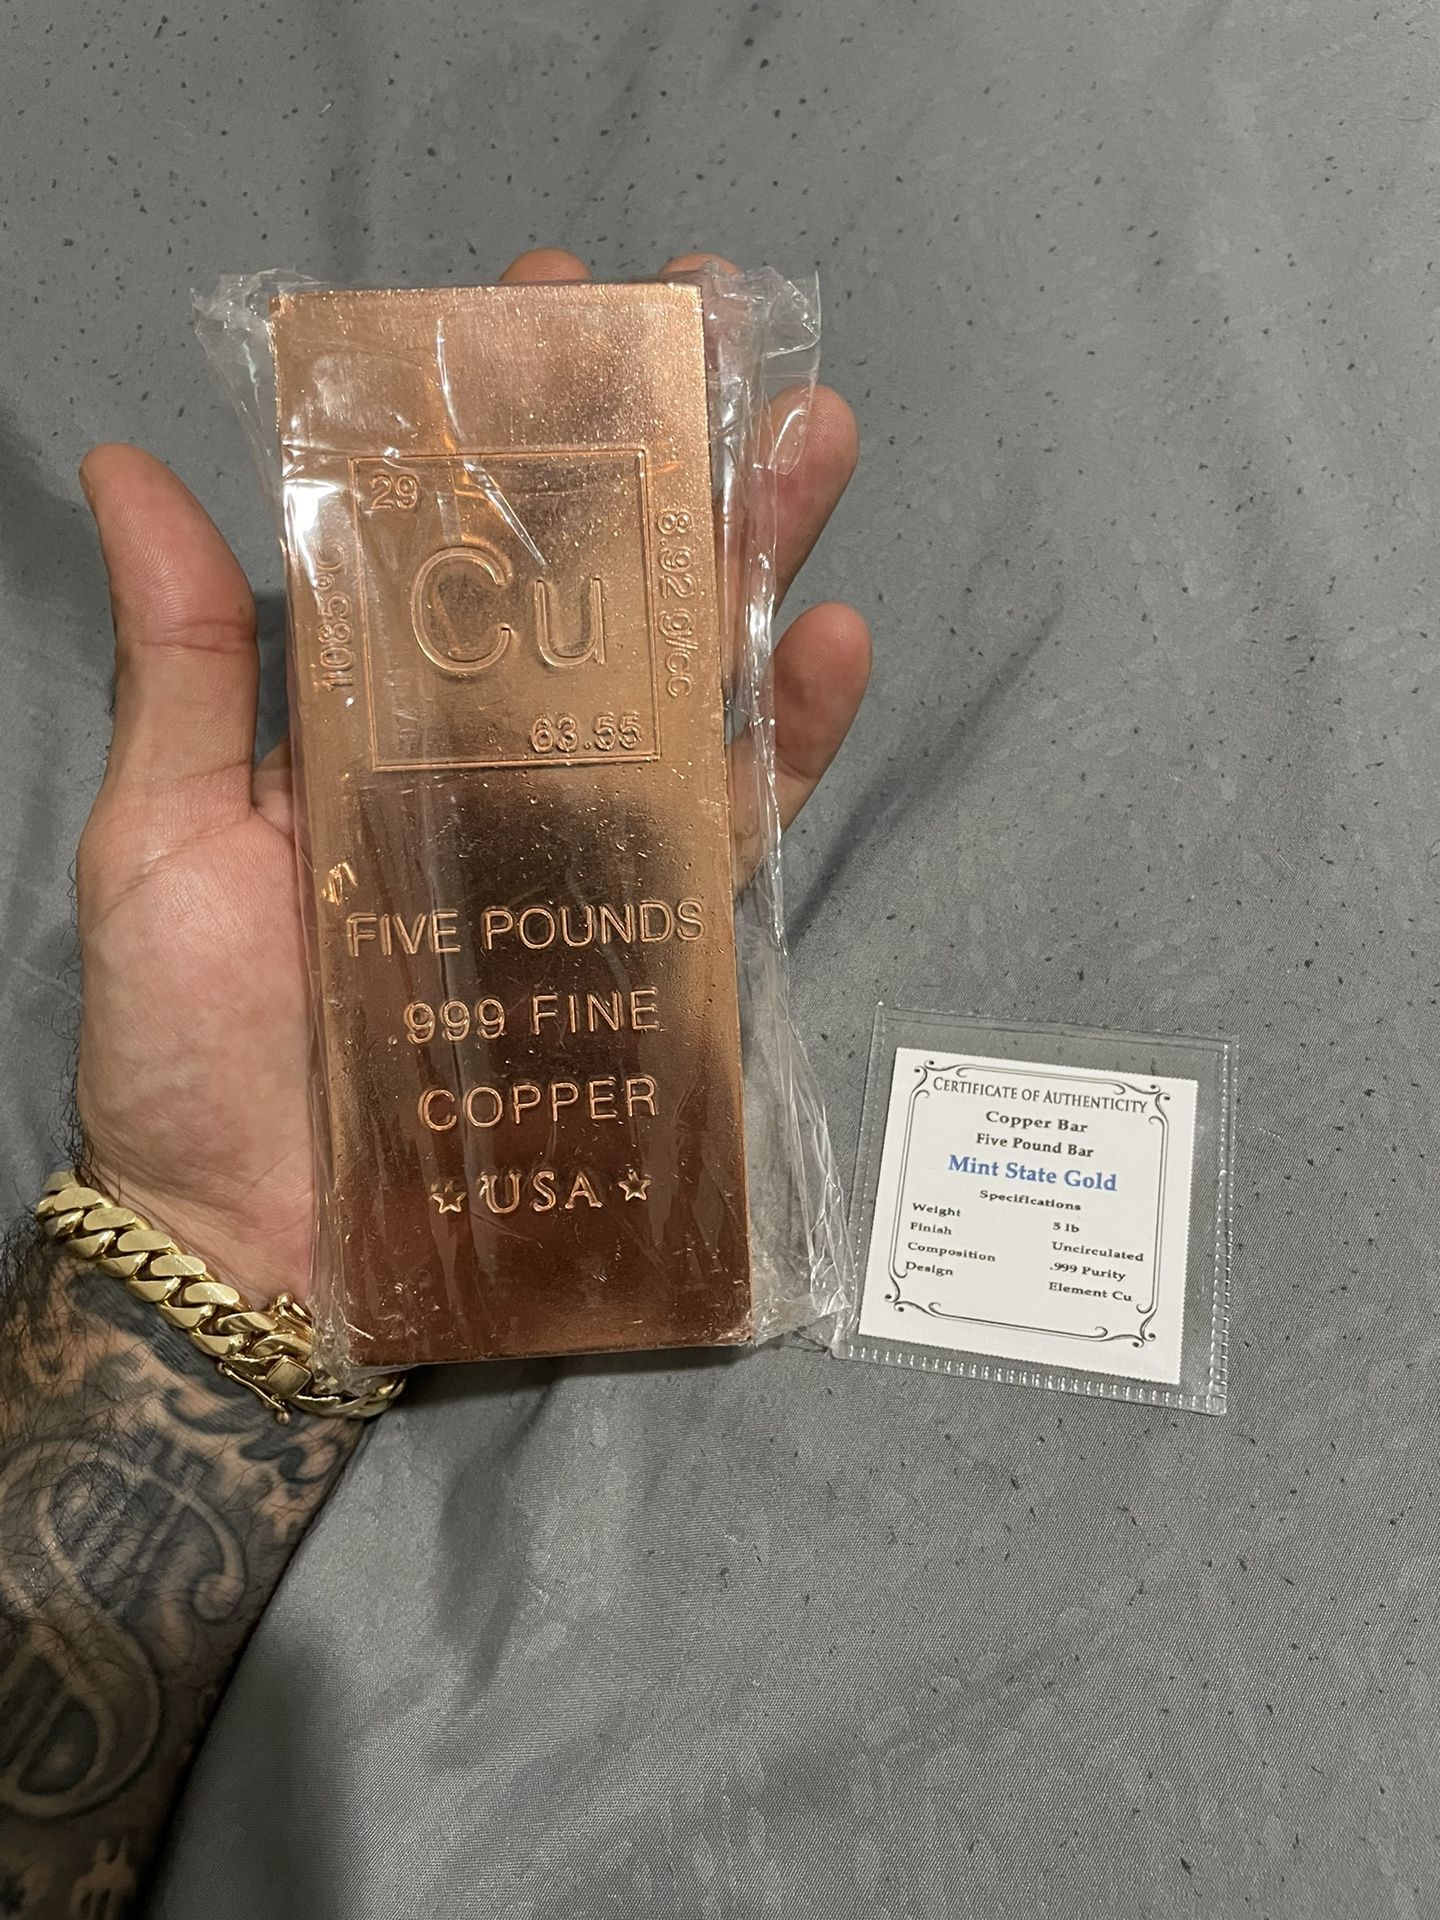 29
Cu
63.55
1085°C
8.92 g/cc
FIVE POUNDS
.999 FINE
COPPER
★ USA ★
CERTIFICATE OF AUTHENTICITY
Copper Bar
Five Pound Bar
Mint State Gold
Specifications
Weight 5 lb
Finish Uncirculated
Composition .999 Purity
Design Element Cu